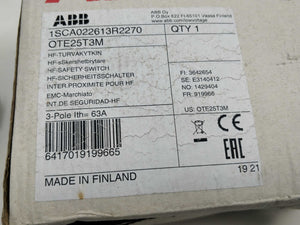 ABB
ABB Oy
P.O. Box 622 FI-65101 Vaasa Finland
www.abb.com/lowvoltage
1SCA022613R2270
QTY 1
OTE25T3M
HF-TURVAKYTKIN
HF-säkerhetsbrytare
HF-SAFETY SWITCH
HF-SICHERHEITSSCHALTER
INTER.PROXIMITE POUR HF
EMC-Marchiato
INT.DE SEGURIDAD-HF
FI: 3642654
SE: E3140412
NO: 1429404
FR: 919966
US: OTE25T3M
3-Pole Ith= 63A
6417019199665
CE
EAC
MADE IN FINLAND
19 21